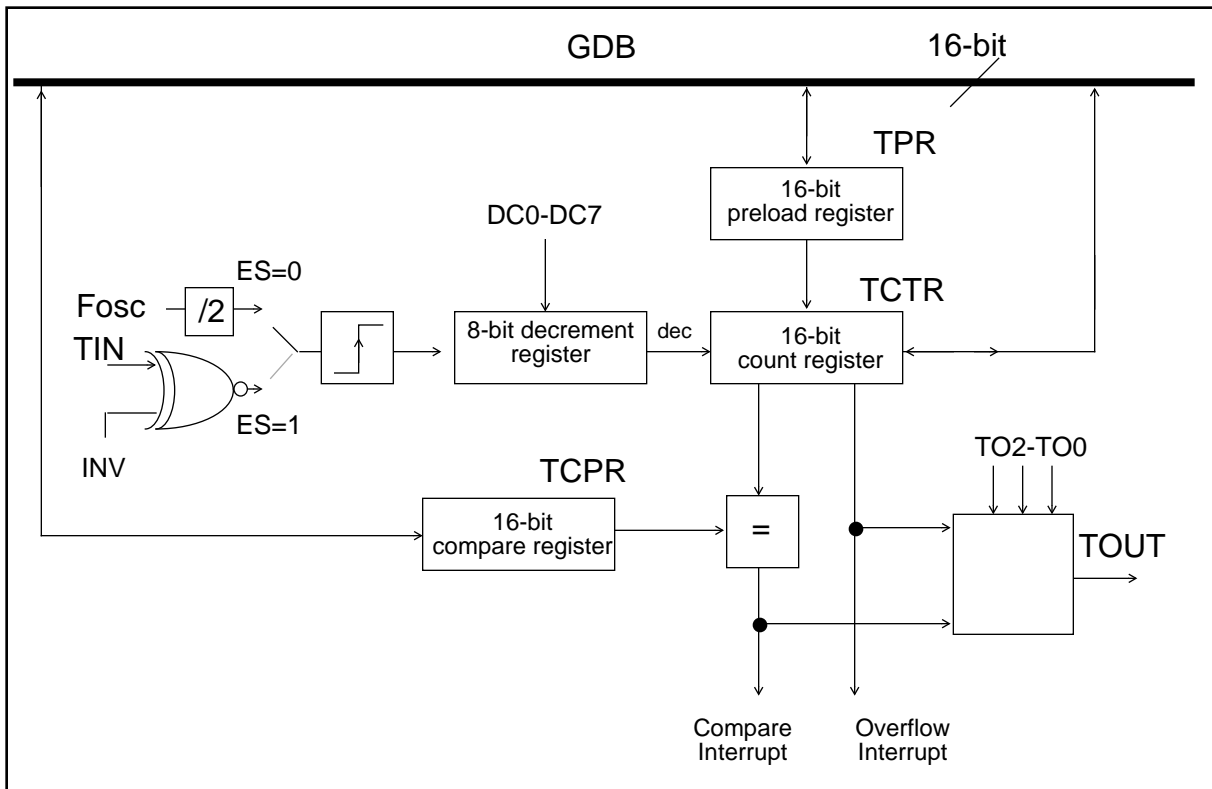 GDB
16-bit
TPR
16-bit
preload register
DC0-DC7
ES=0
TCTR
Fosc
/2
8-bit decrement
register
dec
16-bit
count register
TIN
ES=1
INV
TCPR
TO2-TO0
16-bit
compare register
=
TOUT
Compare
Interrupt
Overflow
Interrupt